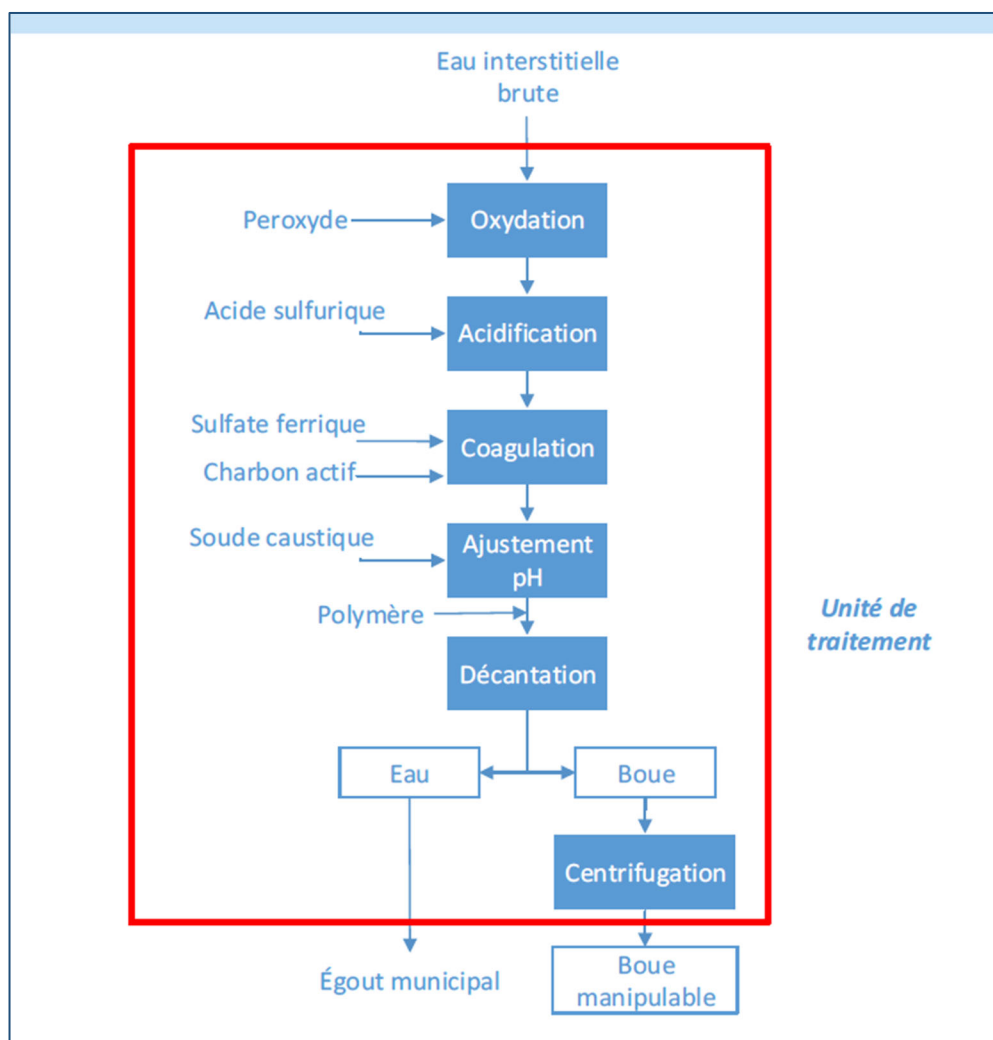 Eau interstitielle
brute
Peroxyde
Oxydation
Acide sulfurique
Acidification
Sulfate ferrique
Coagulation
Charbon actif
Soude caustique
Ajustement
pH
Polymère
Unité de
traitement
Décantation
Eau
Boue
Centrifugation
Égout municipal
Boue
manipulable